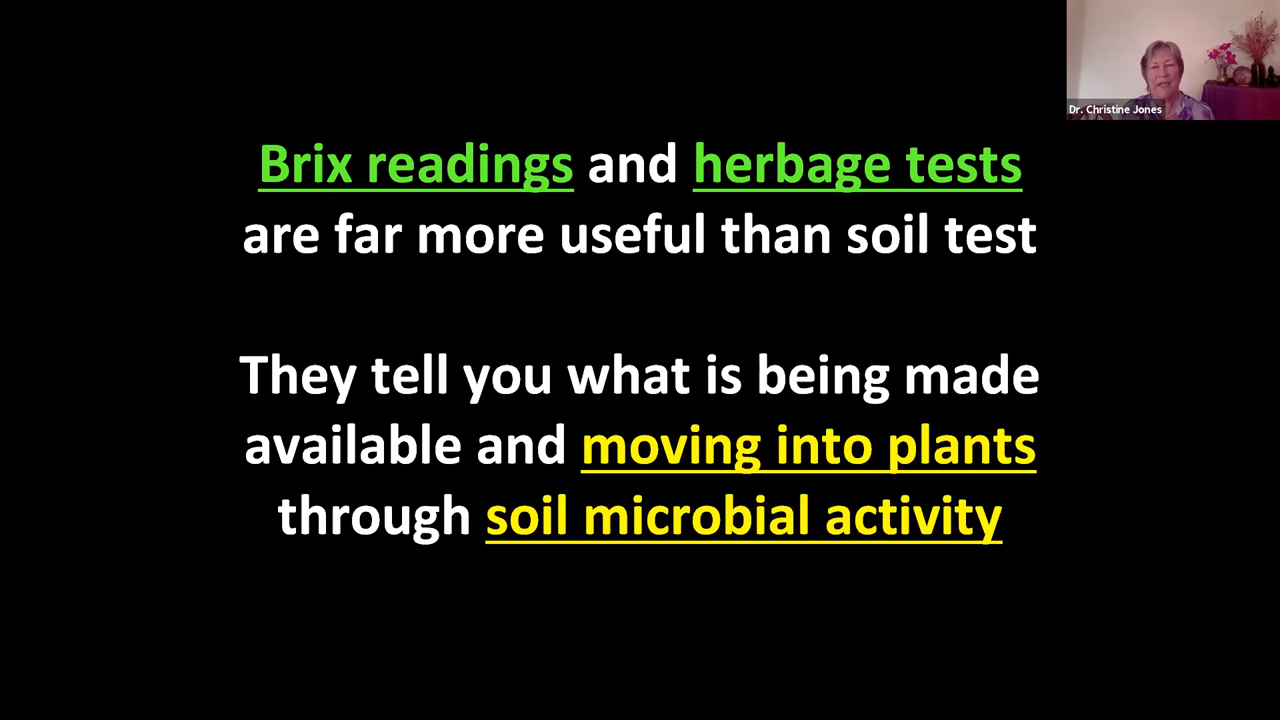 Dr. Christine Jones
Brix readings and herbage tests
are far more useful than soil test
They tell you what is being made
available and moving into plants
through soil microbial activity